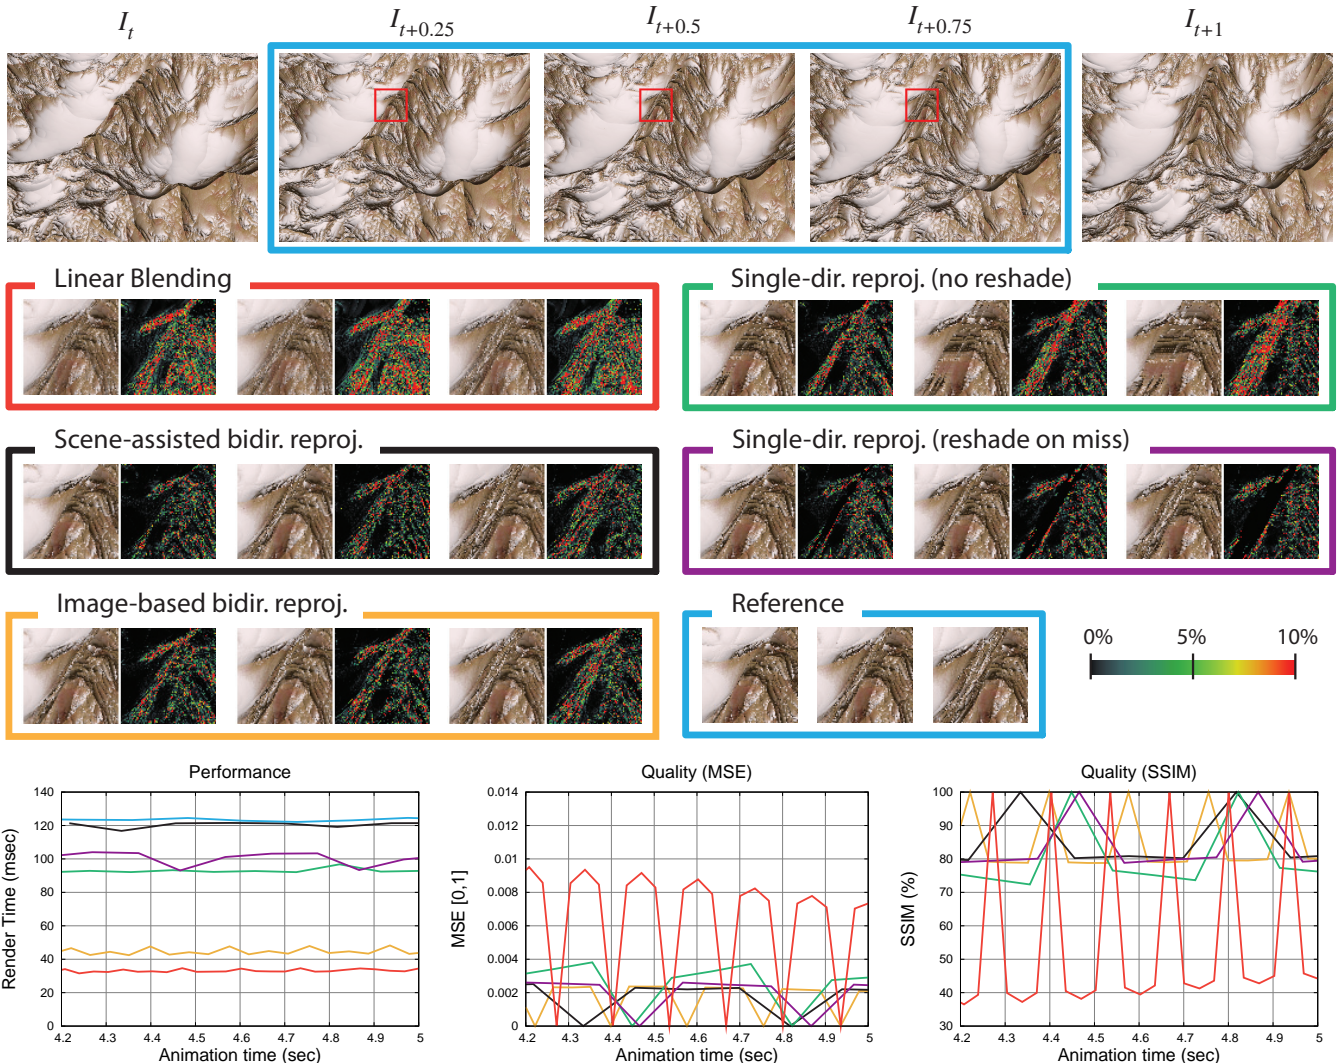 I_t
I_{t+0.25}
I_{t+0.5}
I_{t+0.75}
I_{t+1}
Linear Blending
Single-dir. reproj. (no reshade)
Scene-assisted bidir. reproj.
Single-dir. reproj. (reshade on miss)
Image-based bidir. reproj.
Reference
0% 5% 10%
Performance
140
120
100
80
60
40
20
0
4.2 4.3 4.4 4.5 4.6 4.7 4.8 4.9 5
Render Time (msec)
Animation time (sec)
Quality (MSE)
0.014
0.012
0.01
0.008
0.006
0.004
0.002
0
4.2 4.3 4.4 4.5 4.6 4.7 4.8 4.9 5
MSE [0,1]
Animation time (sec)
Quality (SSIM)
100
90
80
70
60
50
40
30
4.2 4.3 4.4 4.5 4.6 4.7 4.8 4.9 5
SSIM (%)
Animation time (sec)